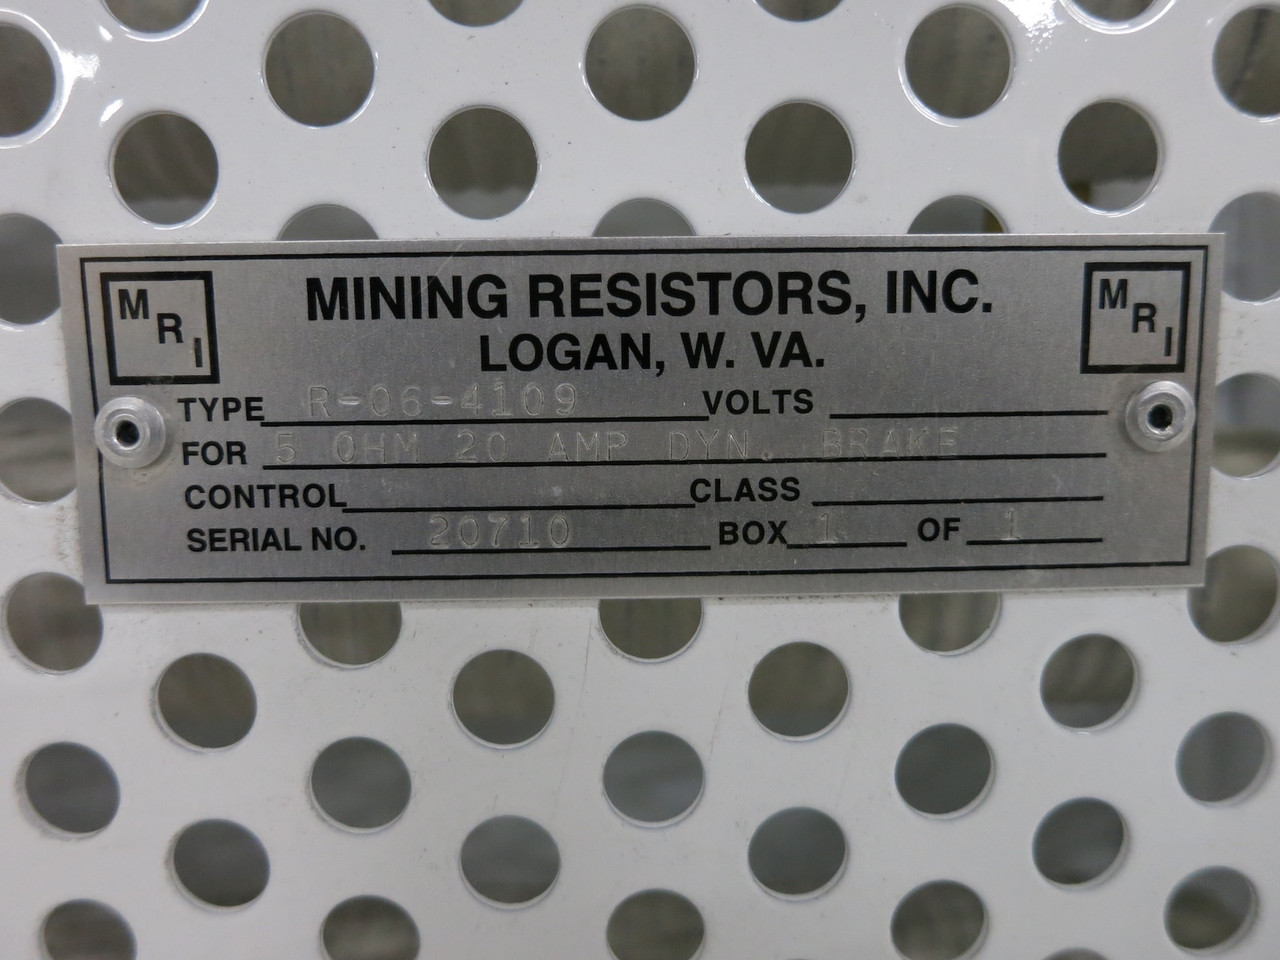 MRI MINING RESISTORS, INC. MRI
LOGAN, W. VA.
TYPE R-06-4109 VOLTS
FOR 5 OHM 20 AMP DYN. BRAKE
CONTROL CLASS
SERIAL NO. 20710 BOX 1 OF 1